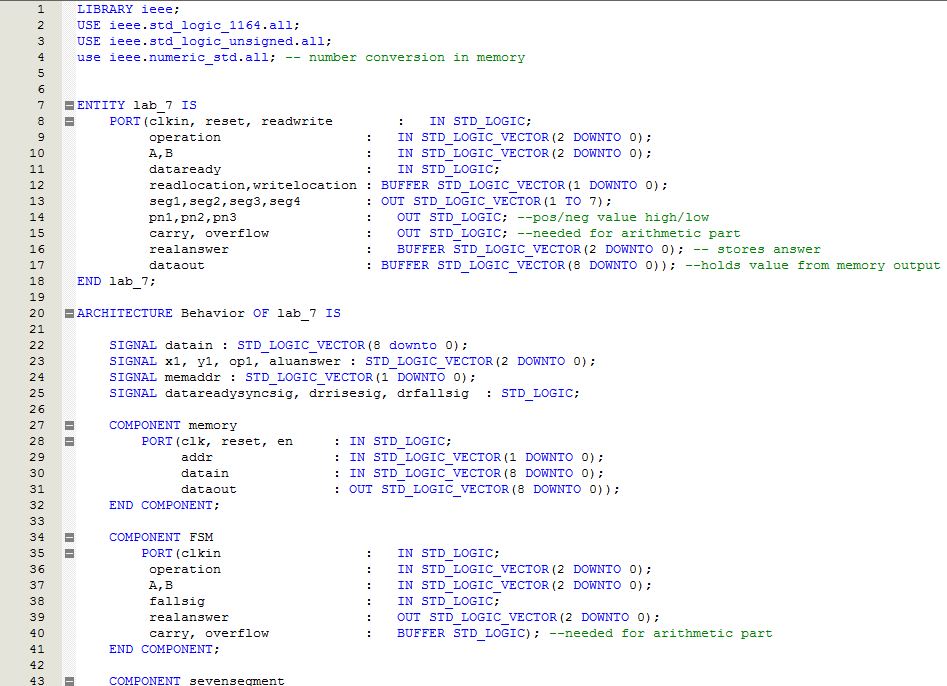 1 LIBRARY ieee;
2 USE ieee.std_logic_1164.all;
3 USE ieee.std_logic_unsigned.all;
4 use ieee.numeric_std.all; -- number conversion in memory
5
6
7 ENTITY lab_7 IS
8 PORT(clkin, reset, readwrite : IN STD_LOGIC;
9 operation : IN STD_LOGIC_VECTOR(2 DOWNTO 0);
10 A,B : IN STD_LOGIC_VECTOR(2 DOWNTO 0);
11 dataready : IN STD_LOGIC;
12 readlocation,writelocation : BUFFER STD_LOGIC_VECTOR(1 DOWNTO 0);
13 seg1,seg2,seg3,seg4 : OUT STD_LOGIC_VECTOR(1 TO 7);
14 pn1,pn2,pn3 : OUT STD_LOGIC; --pos/neg value high/low
15 carry, overflow : OUT STD_LOGIC; --needed for arithmetic part
16 realanswer : BUFFER STD_LOGIC_VECTOR(2 DOWNTO 0); -- stores answer
17 dataout : BUFFER STD_LOGIC_VECTOR(8 DOWNTO 0)); --holds value from memory output
18 END lab_7;
19
20 ARCHITECTURE Behavior OF lab_7 IS
21
22 SIGNAL datain : STD_LOGIC_VECTOR(8 downto 0);
23 SIGNAL x1, y1, op1, aluanswer : STD_LOGIC_VECTOR(2 DOWNTO 0);
24 SIGNAL memaddr : STD_LOGIC_VECTOR(1 DOWNTO 0);
25 SIGNAL datareadysyncsig, drrisesig, drfallsig : STD_LOGIC;
26
27 COMPONENT memory
28 PORT(clk, reset, en : IN STD_LOGIC;
29 addr : IN STD_LOGIC_VECTOR(1 DOWNTO 0);
30 datain : IN STD_LOGIC_VECTOR(8 DOWNTO 0);
31 dataout : OUT STD_LOGIC_VECTOR(8 DOWNTO 0));
32 END COMPONENT;
33
34 COMPONENT FSM
35 PORT(clkin : IN STD_LOGIC;
36 operation : IN STD_LOGIC_VECTOR(2 DOWNTO 0);
37 A,B : IN STD_LOGIC_VECTOR(2 DOWNTO 0);
38 fallsig : IN STD_LOGIC;
39 realanswer : OUT STD_LOGIC_VECTOR(2 DOWNTO 0);
40 carry, overflow : BUFFER STD_LOGIC); --needed for arithmetic part
41 END COMPONENT;
42
43 COMPONENT sevensegment